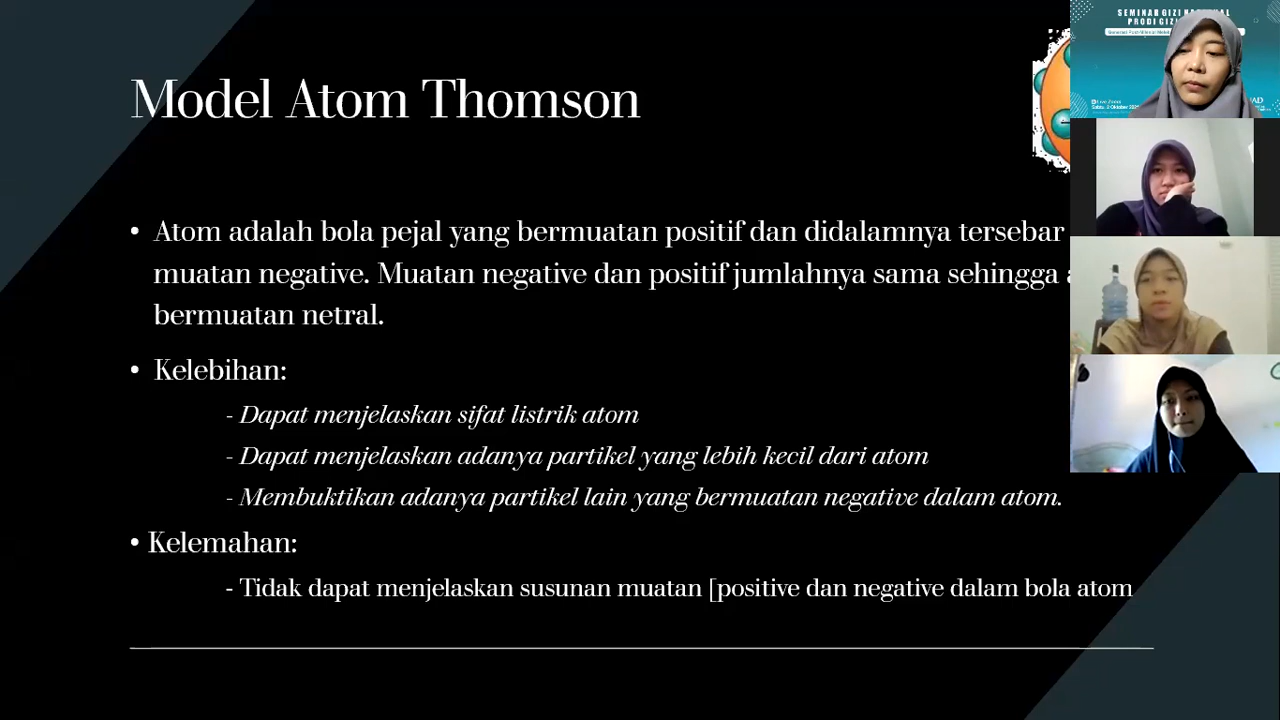 Model Atom Thomson
• Atom adalah bola pejal yang bermuatan positif dan didalamnya tersebar
muatan negative. Muatan negative dan positif jumlahnya sama sehingga
bermuatan netral.
• Kelebihan:
- Dapat menjelaskan sifat listrik atom
- Dapat menjelaskan adanya partikel yang lebih kecil dari atom
- Membuktikan adanya partikel lain yang bermuatan negative dalam atom.
• Kelemahan:
- Tidak dapat menjelaskan susunan muatan [positive dan negative dalam bola atom
SEMINAR GIZI NASIONAL
PRODI GIZI
Live Zoom